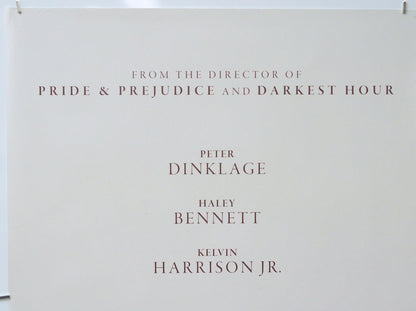 FROM THE DIRECTOR OF
PRIDE & PREJUDICE AND DARKEST HOUR
PETER
DINKLAGE
HALEY
BENNETT
KELVIN
HARRISON JR.